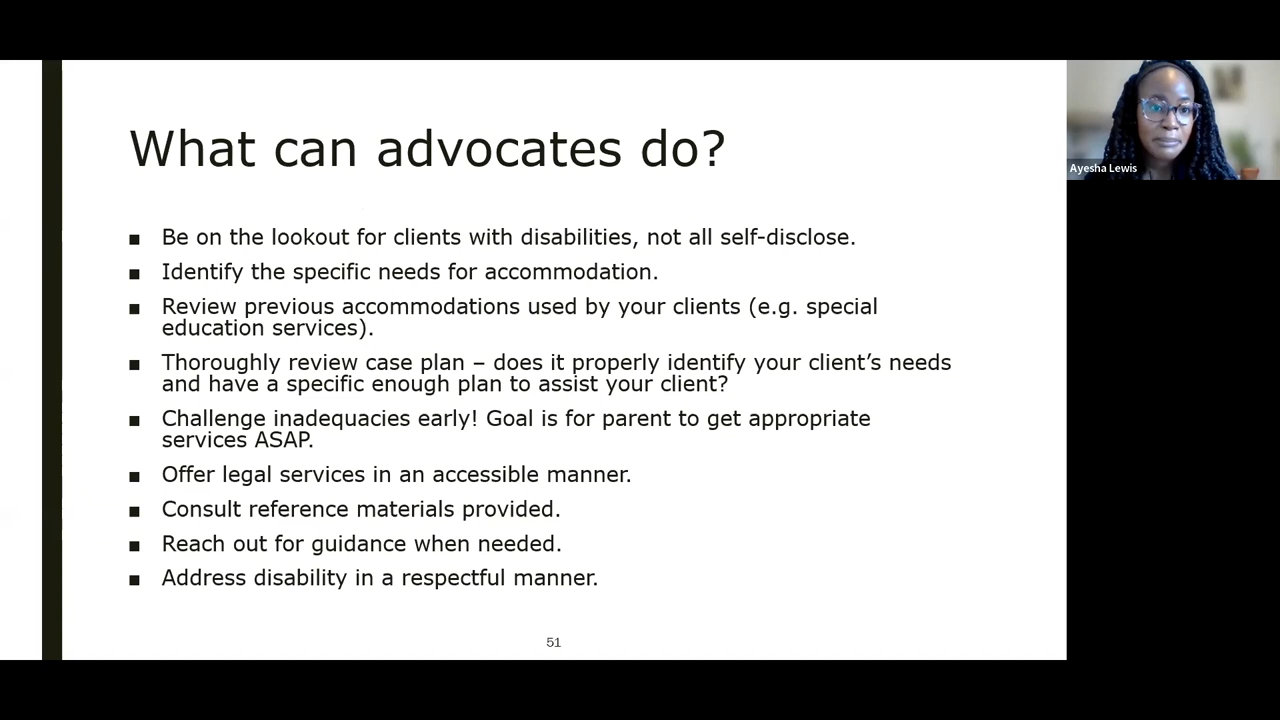 What can advocates do?
■ Be on the lookout for clients with disabilities, not all self-disclose.
■ Identify the specific needs for accommodation.
■ Review previous accommodations used by your clients (e.g. special
education services).
■ Thoroughly review case plan – does it properly identify your client’s needs
and have a specific enough plan to assist your client?
■ Challenge inadequacies early! Goal is for parent to get appropriate
services ASAP.
■ Offer legal services in an accessible manner.
■ Consult reference materials provided.
■ Reach out for guidance when needed.
■ Address disability in a respectful manner.
51
Ayesha Lewis